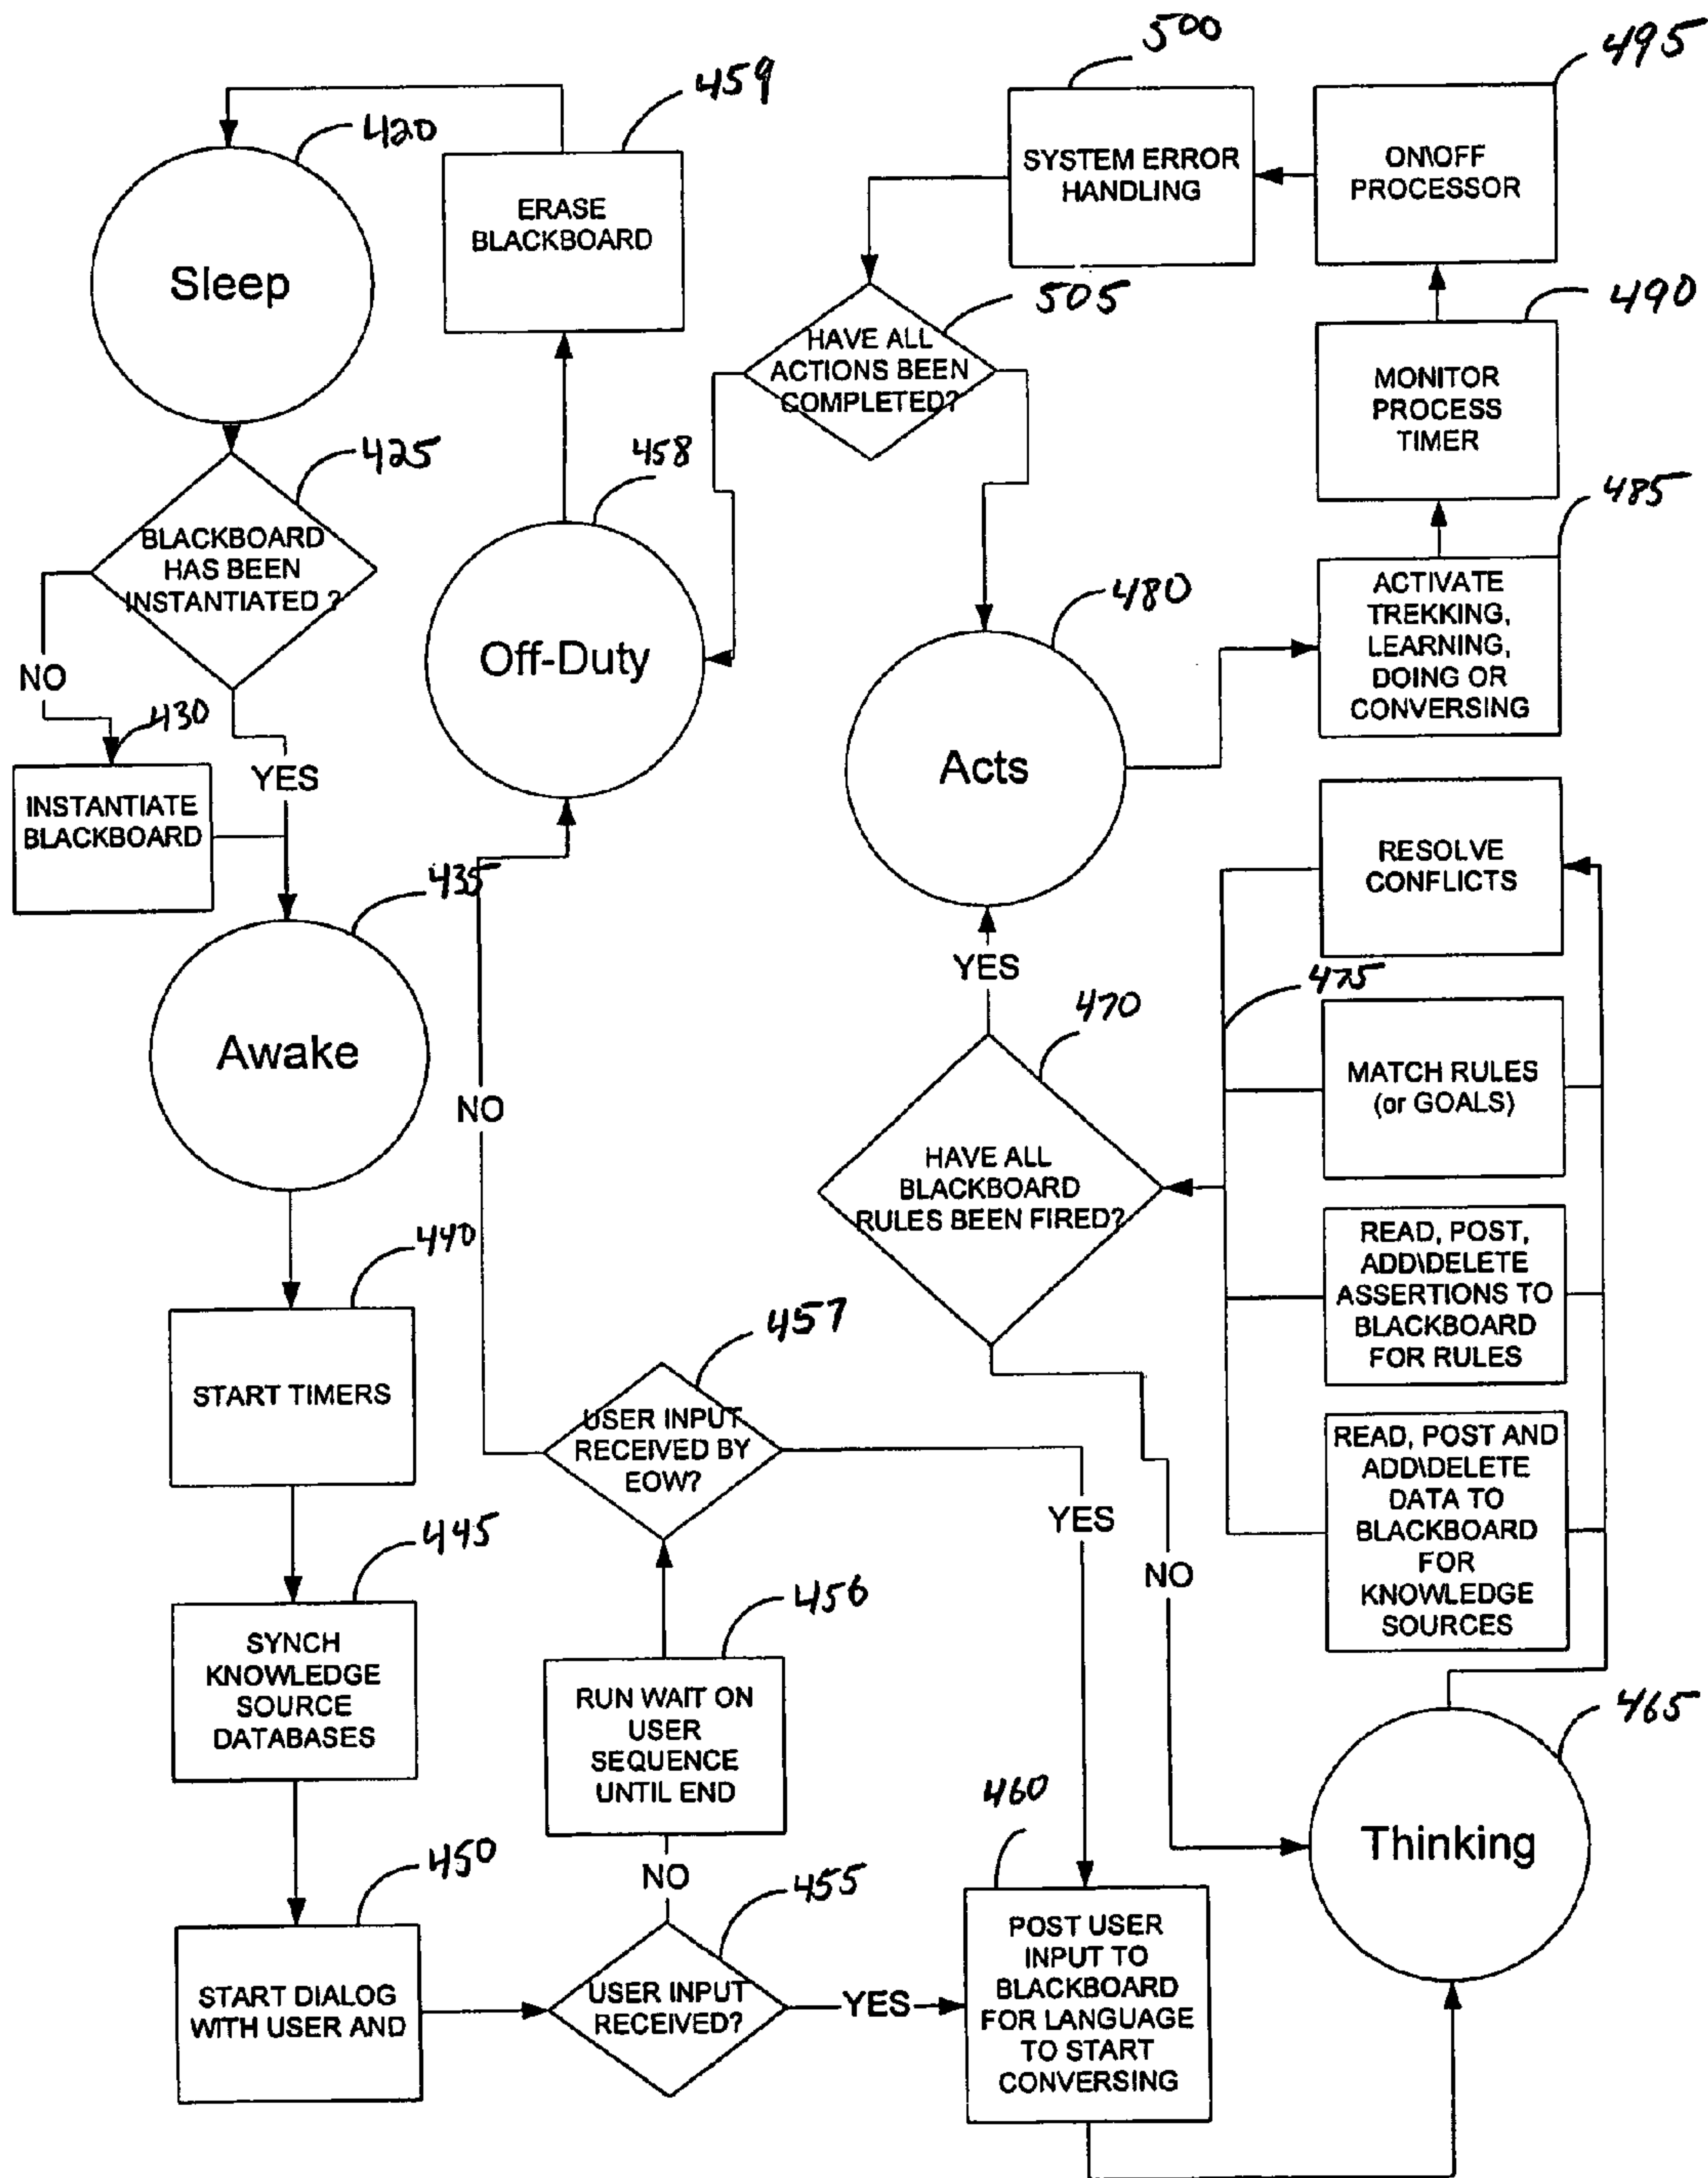 500
495
459
420
SYSTEM ERROR
HANDLING
ON\OFF
PROCESSOR
ERASE
BLACKBOARD
Sleep
505
490
HAVE ALL
ACTIONS BEEN
COMPLETED?
MONITOR
PROCESS
TIMER
425
458
485
BLACKBOARD
HAS BEEN
INSTANTIATED ?
480
ACTIVATE
TREKKING,
LEARNING,
DOING OR
CONVERSING
Off-Duty
NO
430
YES
Acts
INSTANTIATE
BLACKBOARD
RESOLVE
CONFLICTS
435
YES
475
470
Awake
MATCH RULES
(or GOALS)
NO
HAVE ALL
BLACKBOARD
RULES BEEN FIRED?
440
READ, POST,
ADD\DELETE
ASSERTIONS TO
BLACKBOARD
FOR RULES
457
START TIMERS
USER INPUT
RECEIVED BY
EOW?
READ, POST AND
ADD\DELETE
DATA TO
BLACKBOARD
FOR
KNOWLEDGE
SOURCES
YES
445
NO
456
SYNCH
KNOWLEDGE
SOURCE
DATABASES
RUN WAIT ON
USER
SEQUENCE
UNTIL END
465
460
Thinking
450
NO
455
START DIALOG
WITH USER AND
USER INPUT
RECEIVED?
YES
POST USER
INPUT TO
BLACKBOARD
FOR LANGUAGE
TO START
CONVERSING